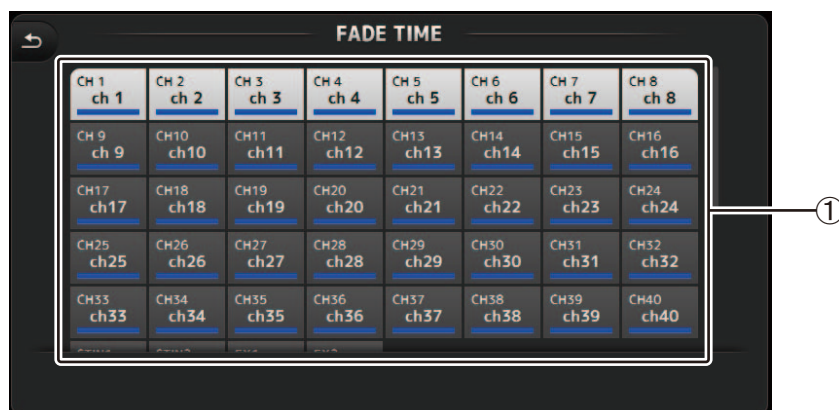 FADE TIME
CH 1 CH 2 CH 3 CH 4 CH 5 CH 6 CH 7 CH 8
ch 1 ch 2 ch 3 ch 4 ch 5 ch 6 ch 7 ch 8
CH 9 CH10 CH11 CH12 CH13 CH14 CH15 CH16
ch 9 ch10 ch11 ch12 ch13 ch14 ch15 ch16
CH17 CH18 CH19 CH20 CH21 CH22 CH23 CH24
ch17 ch18 ch19 ch20 ch21 ch22 ch23 ch24
①
CH25 CH26 CH27 CH28 CH29 CH30 CH31 CH32
ch25 ch26 ch27 ch28 ch29 ch30 ch31 ch32
CH33 CH34 CH35 CH36 CH37 CH38 CH39 CH40
ch33 ch34 ch35 ch36 ch37 ch38 ch39 ch40